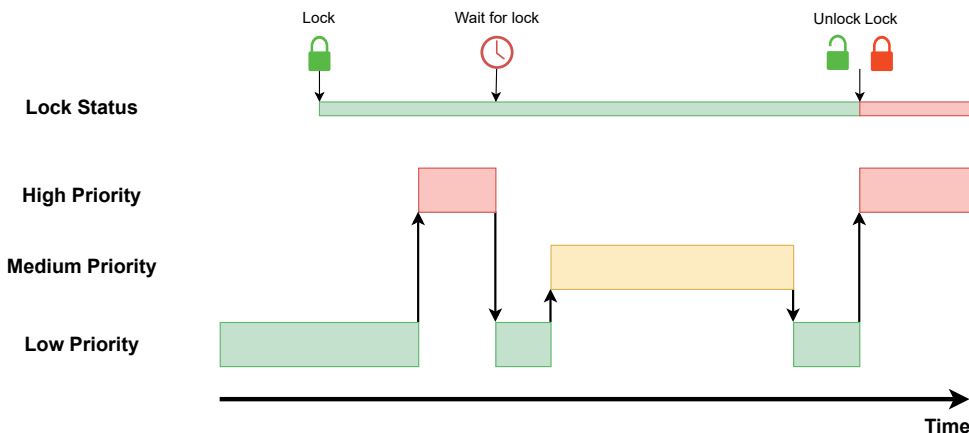 Lock
Wait for lock
Unlock Lock
Lock Status
High Priority
Medium Priority
Low Priority
Time